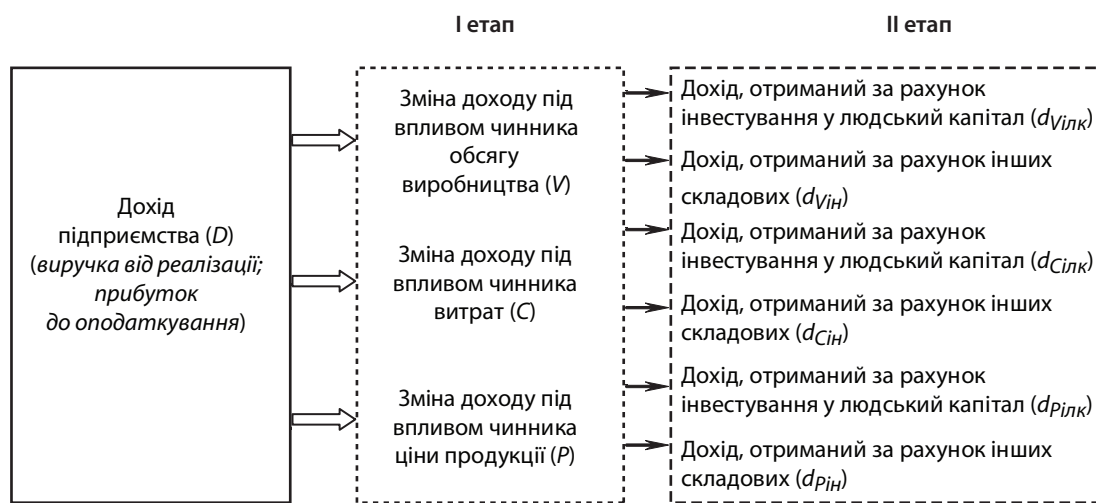 І етап
ІІ етап
Дохід
підприємства (D)
(виручка від реалізації;
прибуток
до оподаткування)
Зміна доходу під
впливом чинника
обсягу
виробництва (V)
Зміна доходу під
впливом чинника
витрат (C)
Зміна доходу під
впливом чинника
ціни продукції (P)
Дохід, отриманий за рахунок
інвестування у людський капітал (dVілк)
Дохід, отриманий за рахунок інших
складових (dVін)
Дохід, отриманий за рахунок
інвестування у людський капітал (dCілк)
Дохід, отриманий за рахунок інших
складових (dCін)
Дохід, отриманий за рахунок
інвестування у людський капітал (dPілк)
Дохід, отриманий за рахунок інших
складових (dPін)